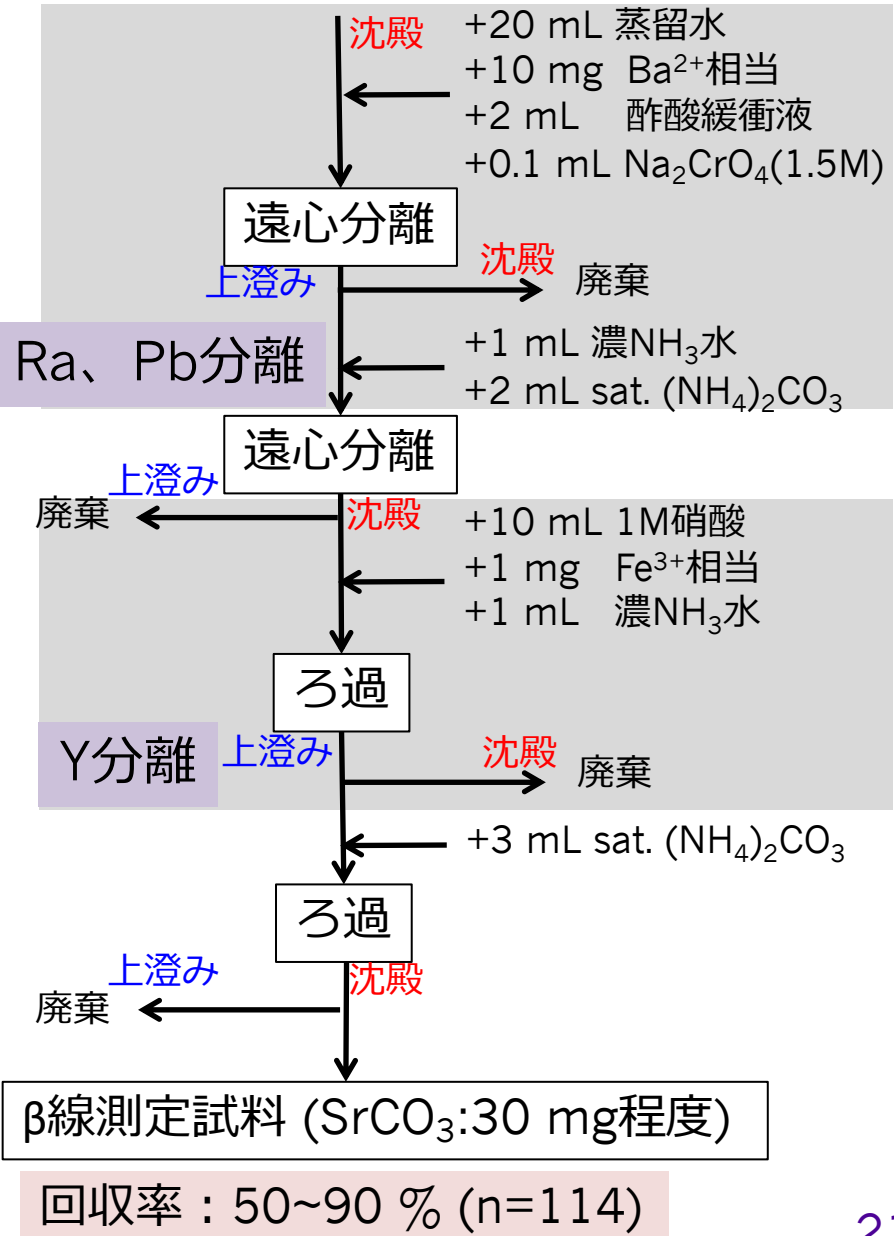 沈殿
+20 mL 蒸留水
+10 mg Ba²⁺相当
+2 mL 酢酸緩衝液
+0.1 mL Na₂CrO₄(1.5M)
遠心分離
上澄み
沈殿
廃棄
Ra、Pb分離
+1 mL 濃NH₃水
+2 mL sat. (NH₄)₂CO₃
遠心分離
上澄み
廃棄
沈殿
+10 mL 1M硝酸
+1 mg Fe³⁺相当
+1 mL 濃NH₃水
ろ過
Y分離
上澄み
沈殿
廃棄
+3 mL sat. (NH₄)₂CO₃
ろ過
上澄み
廃棄
沈殿
β線測定試料 (SrCO₃:30 mg程度)
回収率：50~90 % (n=114)